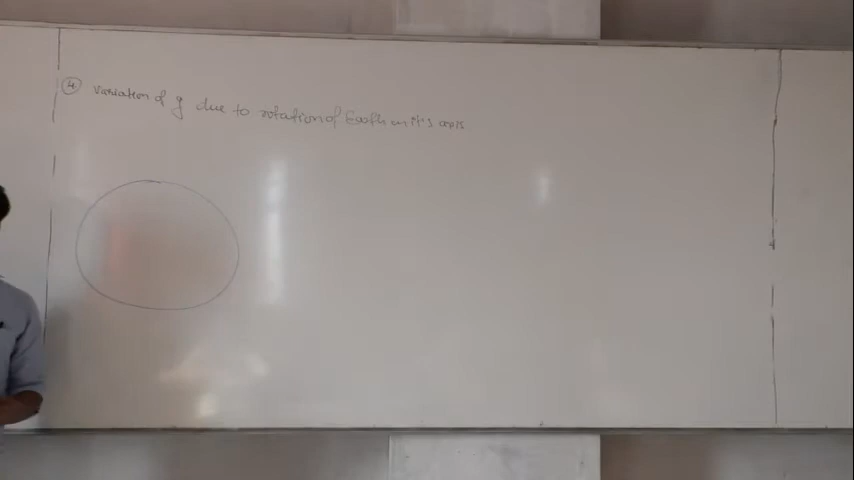 4 variation of g due to rotation of Earth on it's axis